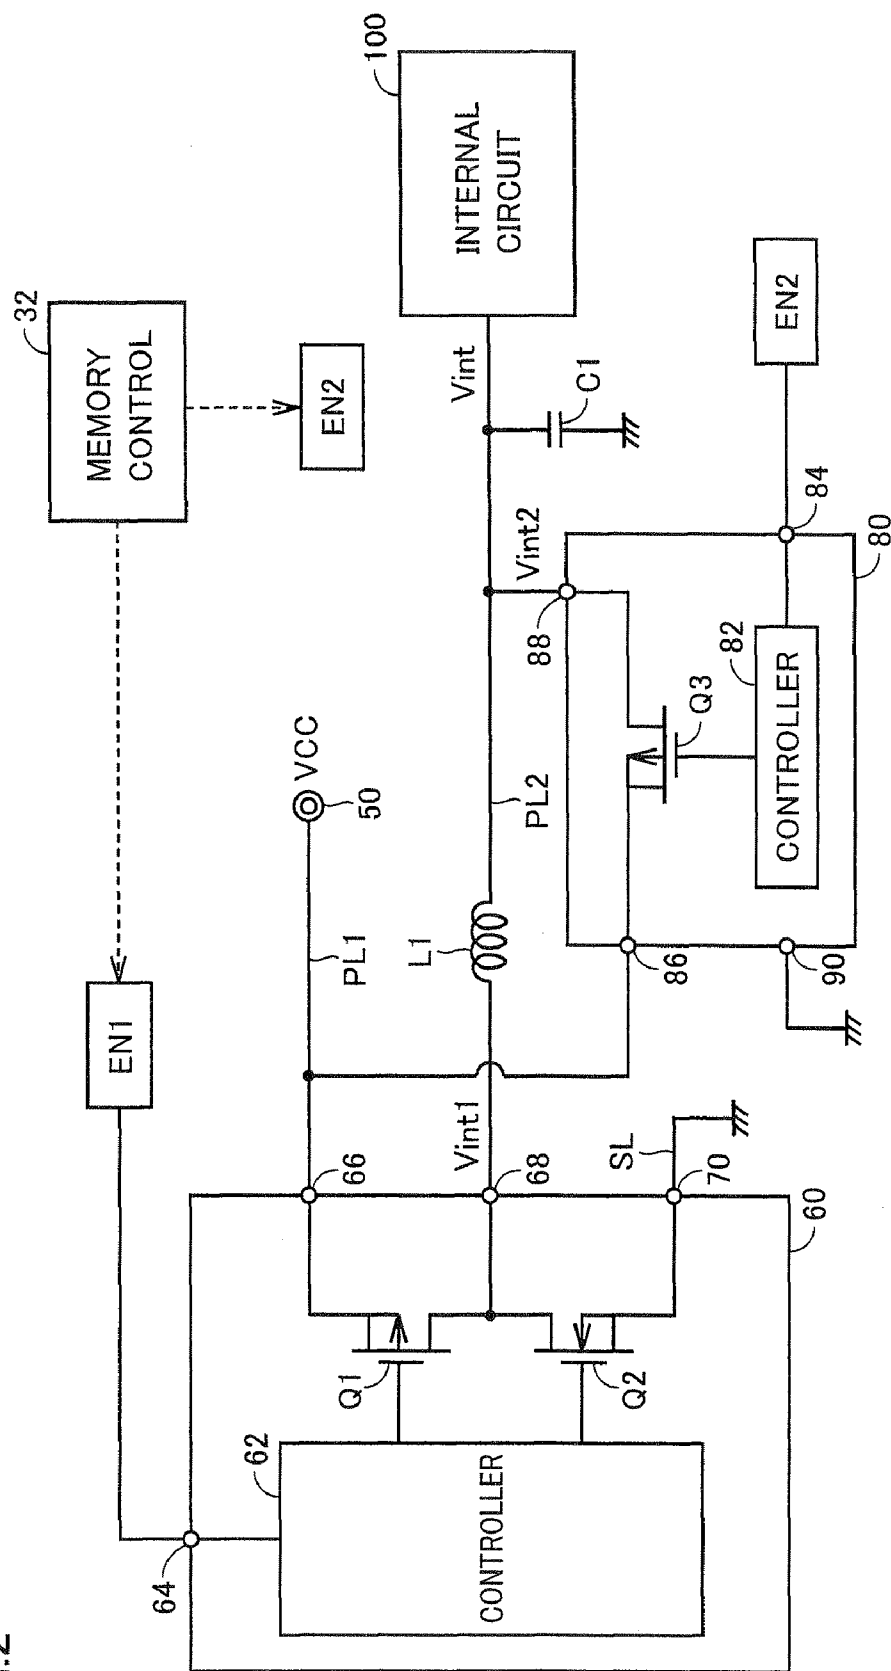 32
MEMORY
CONTROL
EN1
EN2
100
INTERNAL
CIRCUIT
VCC
50
PL1
L1
PL2
Vint
Vint1
Vint2
C1
64
62
CONTROLLER
Q1
Q2
66
68
SL
70
60
86
88
90
Q3
82
CONTROLLER
84
80
EN2